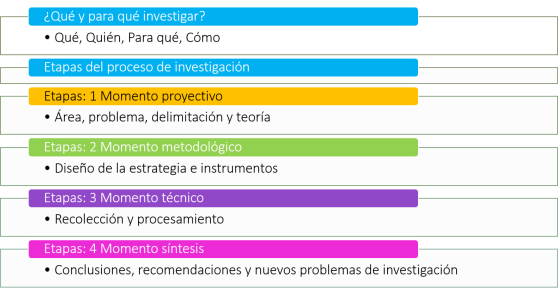 ¿Qué y para qué investigar?
• Qué, Quién, Para qué, Cómo
Etapas del proceso de investigación
Etapas: 1 Momento proyectivo
• Área, problema, delimitación y teoría
Etapas: 2 Momento metodológico
• Diseño de la estrategia e instrumentos
Etapas: 3 Momento técnico
• Recolección y procesamiento
Etapas: 4 Momento síntesis
• Conclusiones, recomendaciones y nuevos problemas de investigación